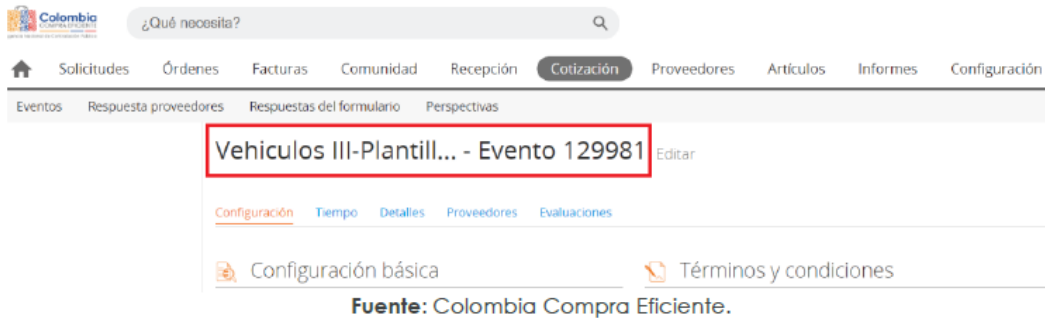 Colombia
COMPRA EFICIENTE
¿Qué necesita?
Solicitudes Órdenes Facturas Comunidad Recepción Cotización Proveedores Artículos Informes Configuración
Eventos Respuesta proveedores Respuestas del formulario Perspectivas
Vehiculos III-Plantill... - Evento 129981 Editar
Configuración Tiempo Detalles Proveedores Evaluaciones
Configuración básica Términos y condiciones
Fuente: Colombia Compra Eficiente.